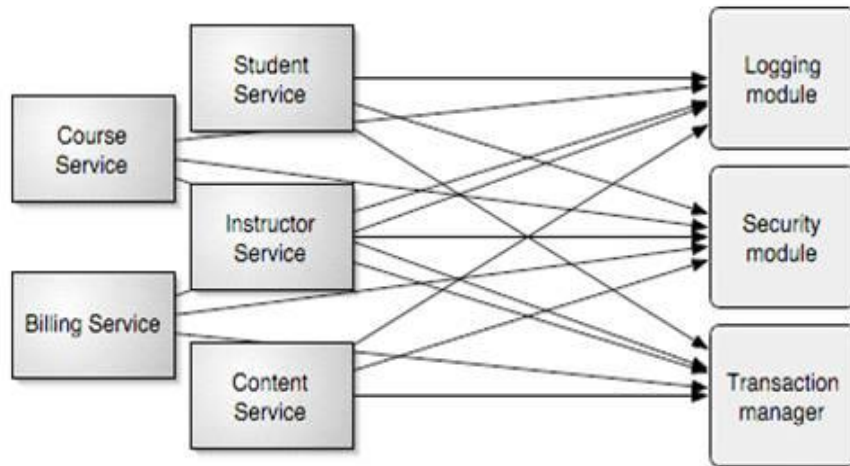 Student
Service
Logging
module
Course
Service
Instructor
Service
Security
module
Billing Service
Content
Service
Transaction
manager